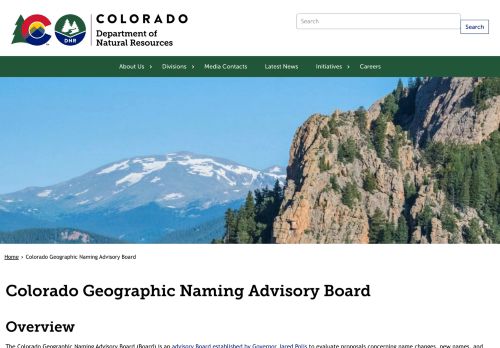 COLORADO
Department of
Natural Resources
DNR
Search
Search
About Us
Divisions
Media Contacts
Latest News
Initiatives
Careers
Home › Colorado Geographic Naming Advisory Board
Colorado Geographic Naming Advisory Board
Overview
The Colorado Geographic Naming Advisory Board (Board) is an advisory Board established by Governor Jared Polis to evaluate proposals concerning name changes, new names, and